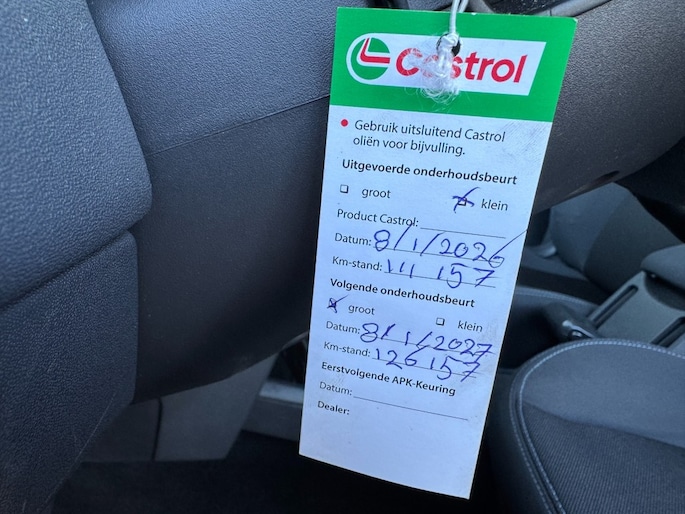 Castrol
Gebruik uitsluitend Castrol
oliën voor bijvulling.
Uitgevoerde onderhoudsbeurt
groot klein
Product Castrol:
Datum: 8/1/2026
Km-stand: 111 157
Volgende onderhoudsbeurt
groot klein
Datum: 8/1/2027
Km-stand: 126 157
Eerstvolgende APK-Keuring
Datum:
Dealer: